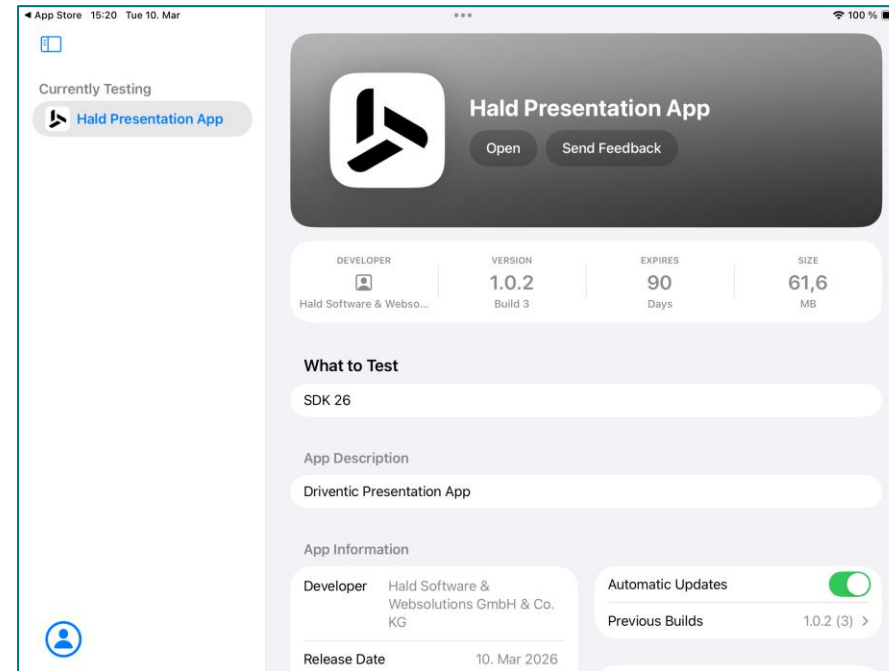 ◀ App Store 15:20 Tue 10. Mar
100 %
Currently Testing
Hald Presentation App
Hald Presentation App
Open Send Feedback
DEVELOPER VERSION EXPIRES SIZE
1.0.2 90 61,6
Hald Software & Webso... Build 3 Days MB
What to Test
SDK 26
App Description
Driventic Presentation App
App Information
Developer Hald Software &
Websolutions GmbH & Co.
KG
Release Date 10. Mar 2026
Automatic Updates
Previous Builds 1.0.2 (3) >